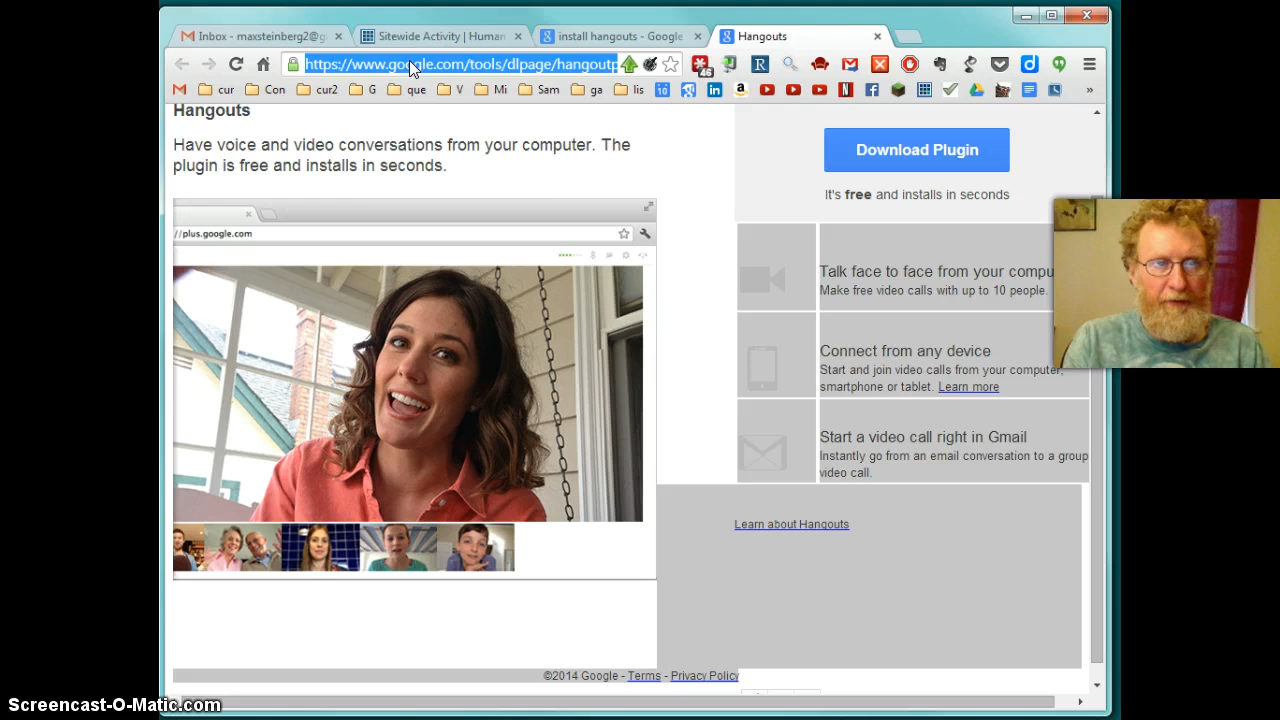 Inbox - maxsteinberg2@g
Sitewide Activity | Human
install hangouts - Google
Hangouts
https://www.google.com/tools/dlpage/hangoutp
46
R
cur
Con
cur2
G
que
V
Mi
Sam
ga
lis
10
»
Hangouts
Have voice and video conversations from your computer. The
plugin is free and installs in seconds.
//plus.google.com
Download Plugin
It's free and installs in seconds
Talk face to face from your compu
Make free video calls with up to 10 people.
Connect from any device
Start and join video calls from your computer,
smartphone or tablet. Learn more
Start a video call right in Gmail
Instantly go from an email conversation to a group
video call.
Learn about Hangouts
©2014 Google - Terms - Privacy Policy
Screencast-O-Matic.com